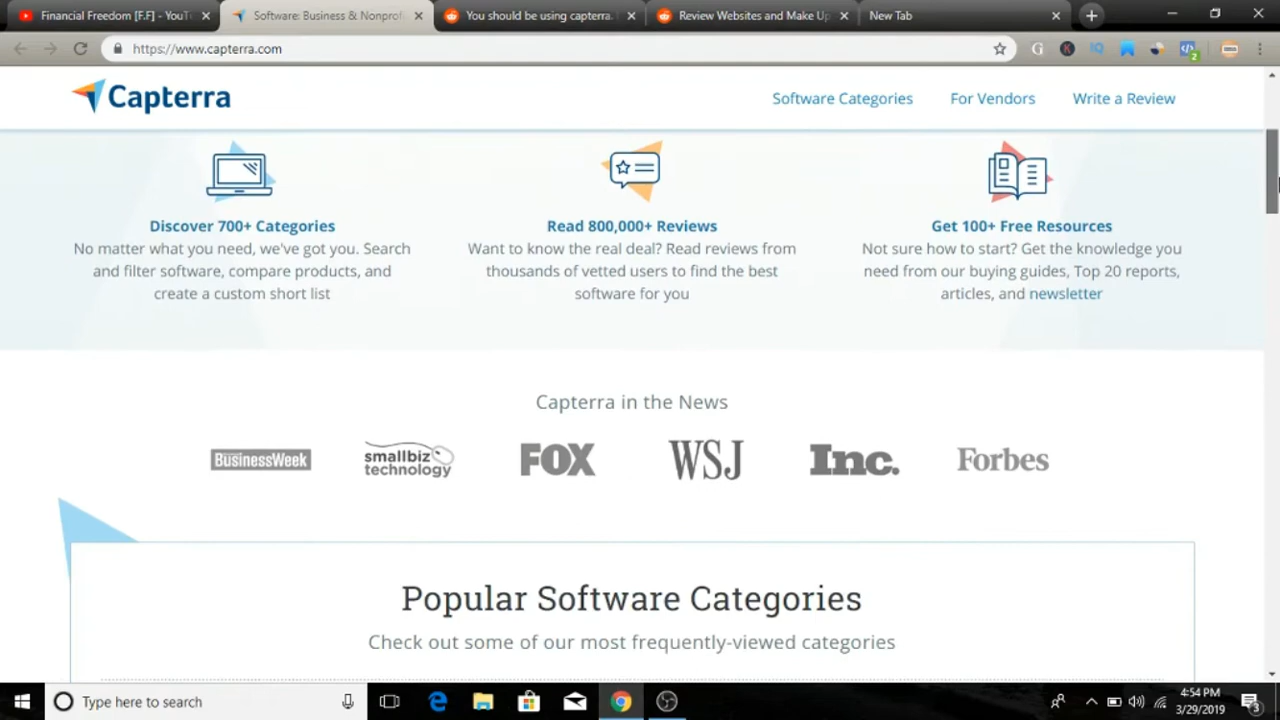 Financial Freedom [F.F] - YouT
Software: Business & Nonprofi
You should be using capterra.
Review Websites and Make Up
New Tab
https://www.capterra.com
2
Capterra
Software Categories
For Vendors
Write a Review
Discover 700+ Categories
No matter what you need, we've got you. Search
and filter software, compare products, and
create a custom short list
Read 800,000+ Reviews
Want to know the real deal? Read reviews from
thousands of vetted users to find the best
software for you
Get 100+ Free Resources
Not sure how to start? Get the knowledge you
need from our buying guides, Top 20 reports,
articles, and newsletter
Capterra in the News
BusinessWeek
smallbiz
technology
FOX
WSJ
Inc.
Forbes
Popular Software Categories
Check out some of our most frequently-viewed categories
Type here to search
4:54 PM
3/29/2019
3